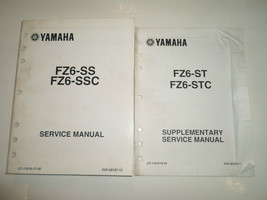 YAMAHA
FZ6-SS
FZ6-SSC
SERVICE MANUAL
YAMAHA
FZ6-ST
FZ6-STC
SUPPLEMENTARY
SERVICE MANUAL